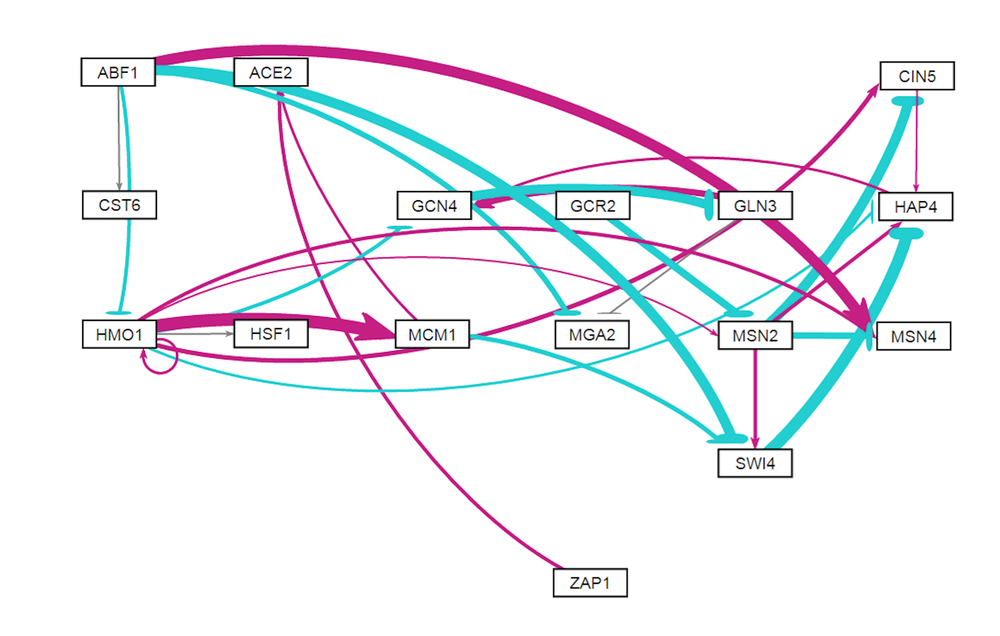 ABF1
ACE2
CIN5
CST6
GCN4
GCR2
GLN3
HAP4
HMO1
HSF1
MCM1
MGA2
MSN2
MSN4
SWI4
ZAP1